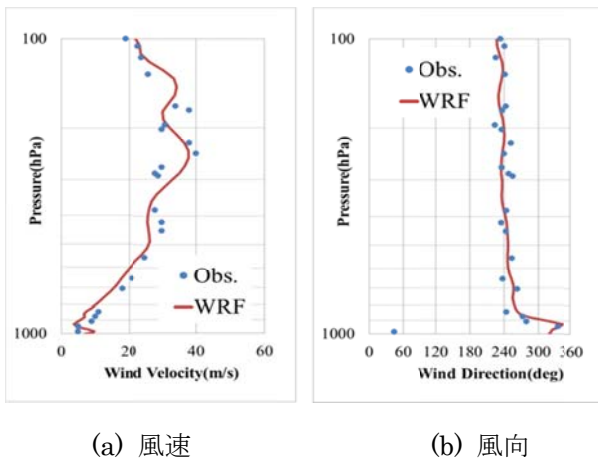 100
Obs.
WRF
Pressure(hPa)
1000
0 20 40 60
Wind Velocity(m/s)
100
Obs.
WRF
Pressure(hPa)
1000
0 60 120 180 240 300 360
Wind Direction(deg)
(a) 風速
(b) 風向